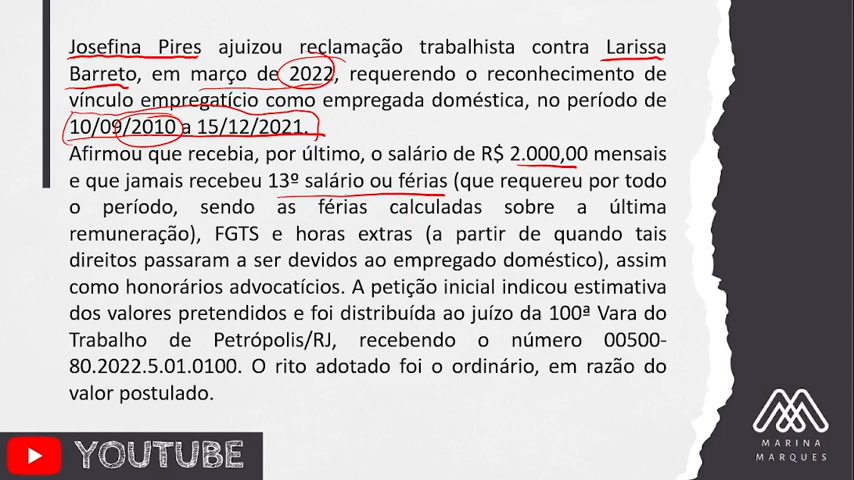 Josefina Pires ajuizou reclamação trabalhista contra Larissa
Barreto, em março de 2022, requerendo o reconhecimento de
vínculo empregatício como empregada doméstica, no período de
10/09/2010 a 15/12/2021.
Afirmou que recebia, por último, o salário de R$ 2.000,00 mensais
e que jamais recebeu 13º salário ou férias (que requereu por todo
o período, sendo as férias calculadas sobre a última
remuneração), FGTS e horas extras (a partir de quando tais
direitos passaram a ser devidos ao empregado doméstico), assim
como honorários advocatícios. A petição inicial indicou estimativa
dos valores pretendidos e foi distribuída ao juízo da 100ª Vara do
Trabalho de Petrópolis/RJ, recebendo o número 00500-
80.2022.5.01.0100. O rito adotado foi o ordinário, em razão do
valor postulado.
YOUTUBE
MARINA
MARQUES